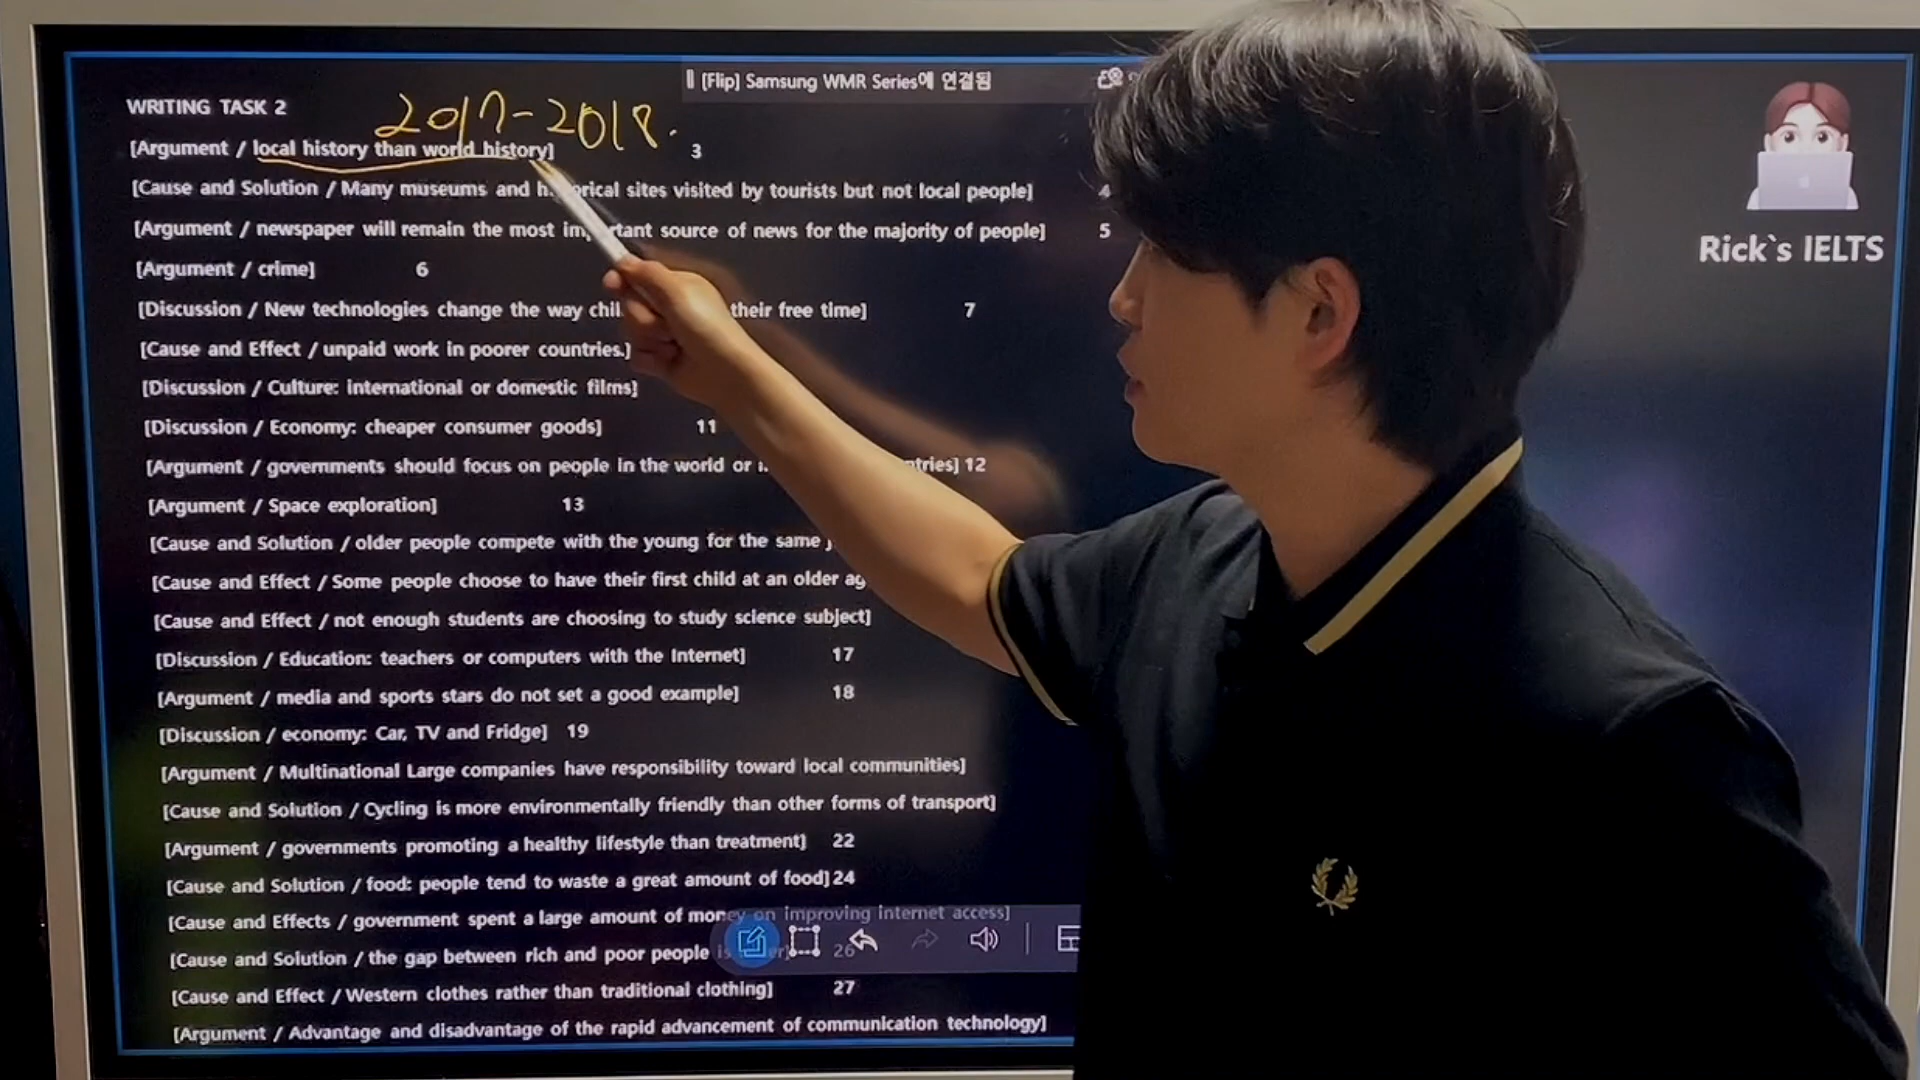 [Flip] Samsung WMR Series에 연결됨
WRITING TASK 2
2017-2018.
[Argument / local history than world history] 3
[Cause and Solution / Many museums and sites visited by tourists but not local people] 4
[Argument / newspaper will remain the most source of news for the majority of people] 5
[Argument / crime] 6
[Discussion / New technologies change the way their free time] 7
[Cause and Effect / unpaid work in poorer countries.]
[Discussion / Culture: international or domestic films]
[Discussion / Economy: cheaper consumer goods] 11
[Argument / governments should focus on people in the world or 12
[Argument / Space exploration] 13
[Cause and Solution / older people compete with the young for the same
[Cause and Effect / Some people choose to have their first child at an older
[Cause and Effect / not enough students are choosing to study science subject]
[Discussion / Education: teachers or computers with the Internet] 17
[Argument / media and sports stars do not set a good example] 18
[Discussion / economy: Car, TV and Fridge] 19
[Argument / Multinational Large companies have responsibility toward local communities]
[Cause and Solution / Cycling is more environmentally friendly than other forms of transport]
[Argument / governments promoting a healthy lifestyle than treatment] 22
[Cause and Solution / food: people tend to waste a great amount of food] 24
[Cause and Effects / government spent a large amount of money on improving internet access]
[Cause and Solution / the gap between rich and poor people 26
[Cause and Effect / Western clothes rather than traditional clothing] 27
[Argument / Advantage and disadvantage of the rapid advancement of communication technology]
Rick`s IELTS